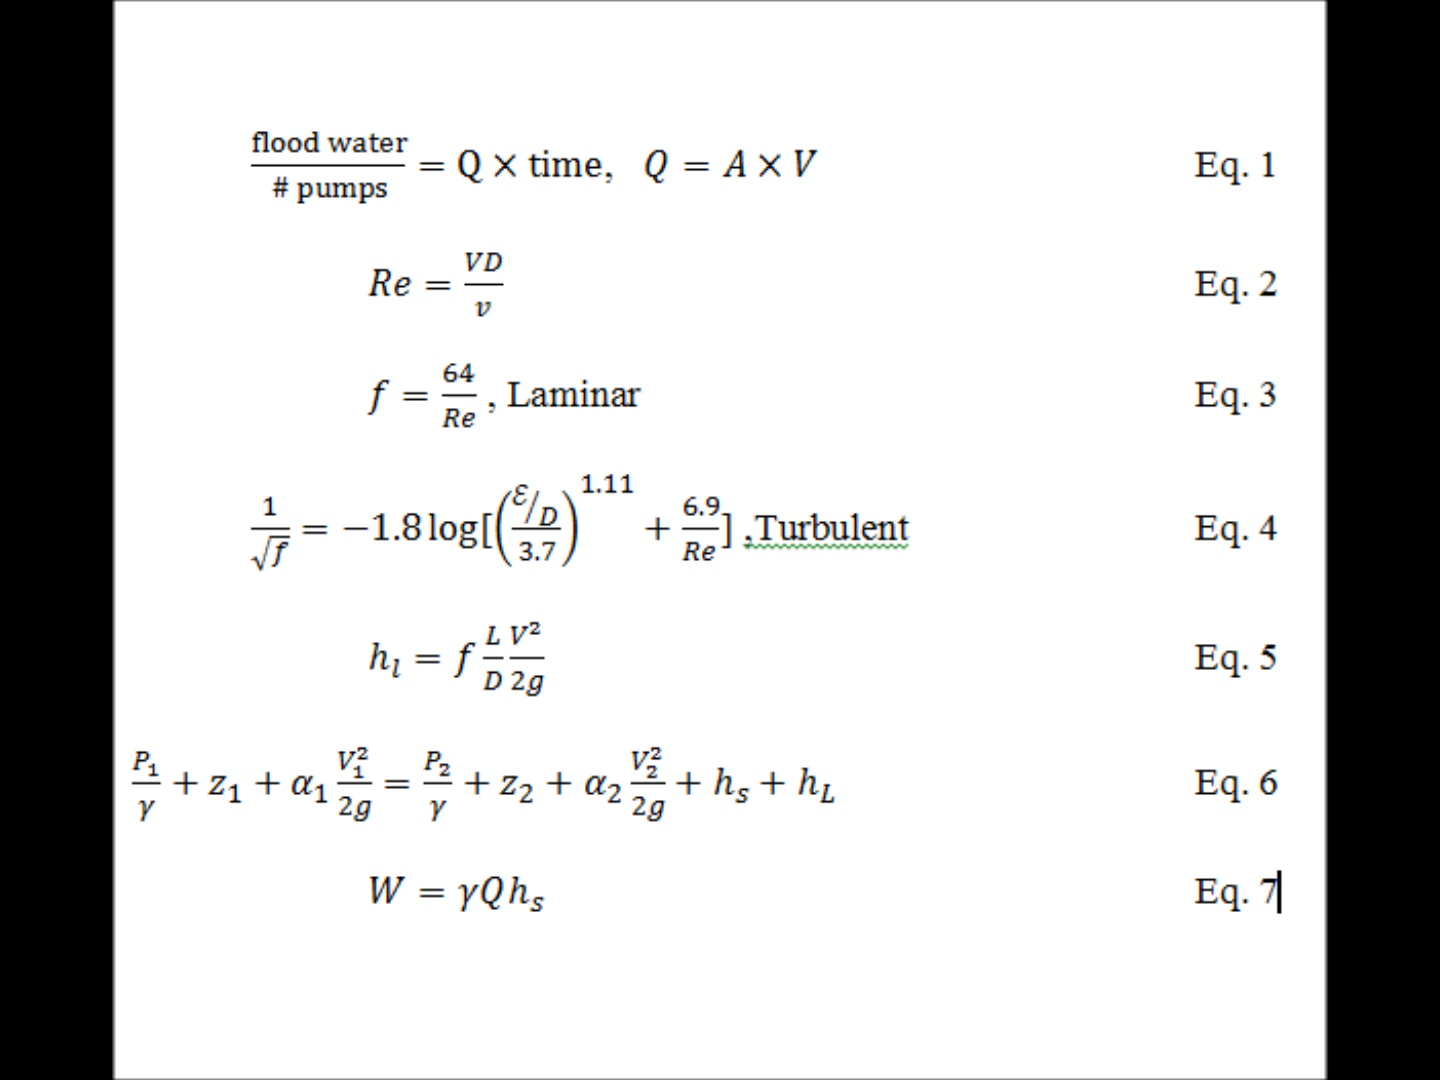 flood water / # pumps = Q × time, Q = A × V Eq. 1
Re = VD / v Eq. 2
f = 64 / Re , Laminar Eq. 3
1 / √f = −1.8 log[((ε/D) / 3.7)^1.11 + 6.9 / Re] ,Turbulent Eq. 4
h_l = f L/D V²/2g Eq. 5
P₁/γ + z₁ + α₁ V₁²/2g = P₂/γ + z₂ + α₂ V₂²/2g + h_s + h_L Eq. 6
W = γQh_s Eq. 7